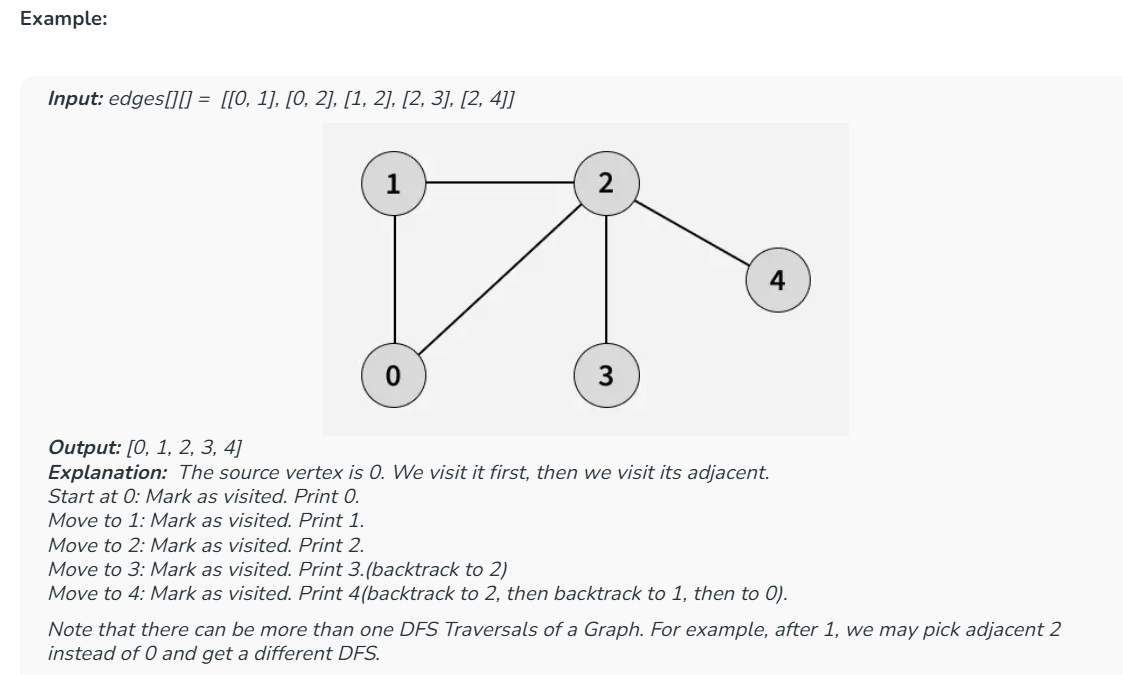 Example:
Input: edges[][] =  [[0, 1], [0, 2], [1, 2], [2, 3], [2, 4]]
1
2
4
0
3
Output: [0, 1, 2, 3, 4]
Explanation:  The source vertex is 0. We visit it first, then we visit its adjacent.
Start at 0: Mark as visited. Print 0.
Move to 1: Mark as visited. Print 1.
Move to 2: Mark as visited. Print 2.
Move to 3: Mark as visited. Print 3.(backtrack to 2)
Move to 4: Mark as visited. Print 4(backtrack to 2, then backtrack to 1, then to 0).
Note that there can be more than one DFS Traversals of a Graph. For example, after 1, we may pick adjacent 2
instead of 0 and get a different DFS.